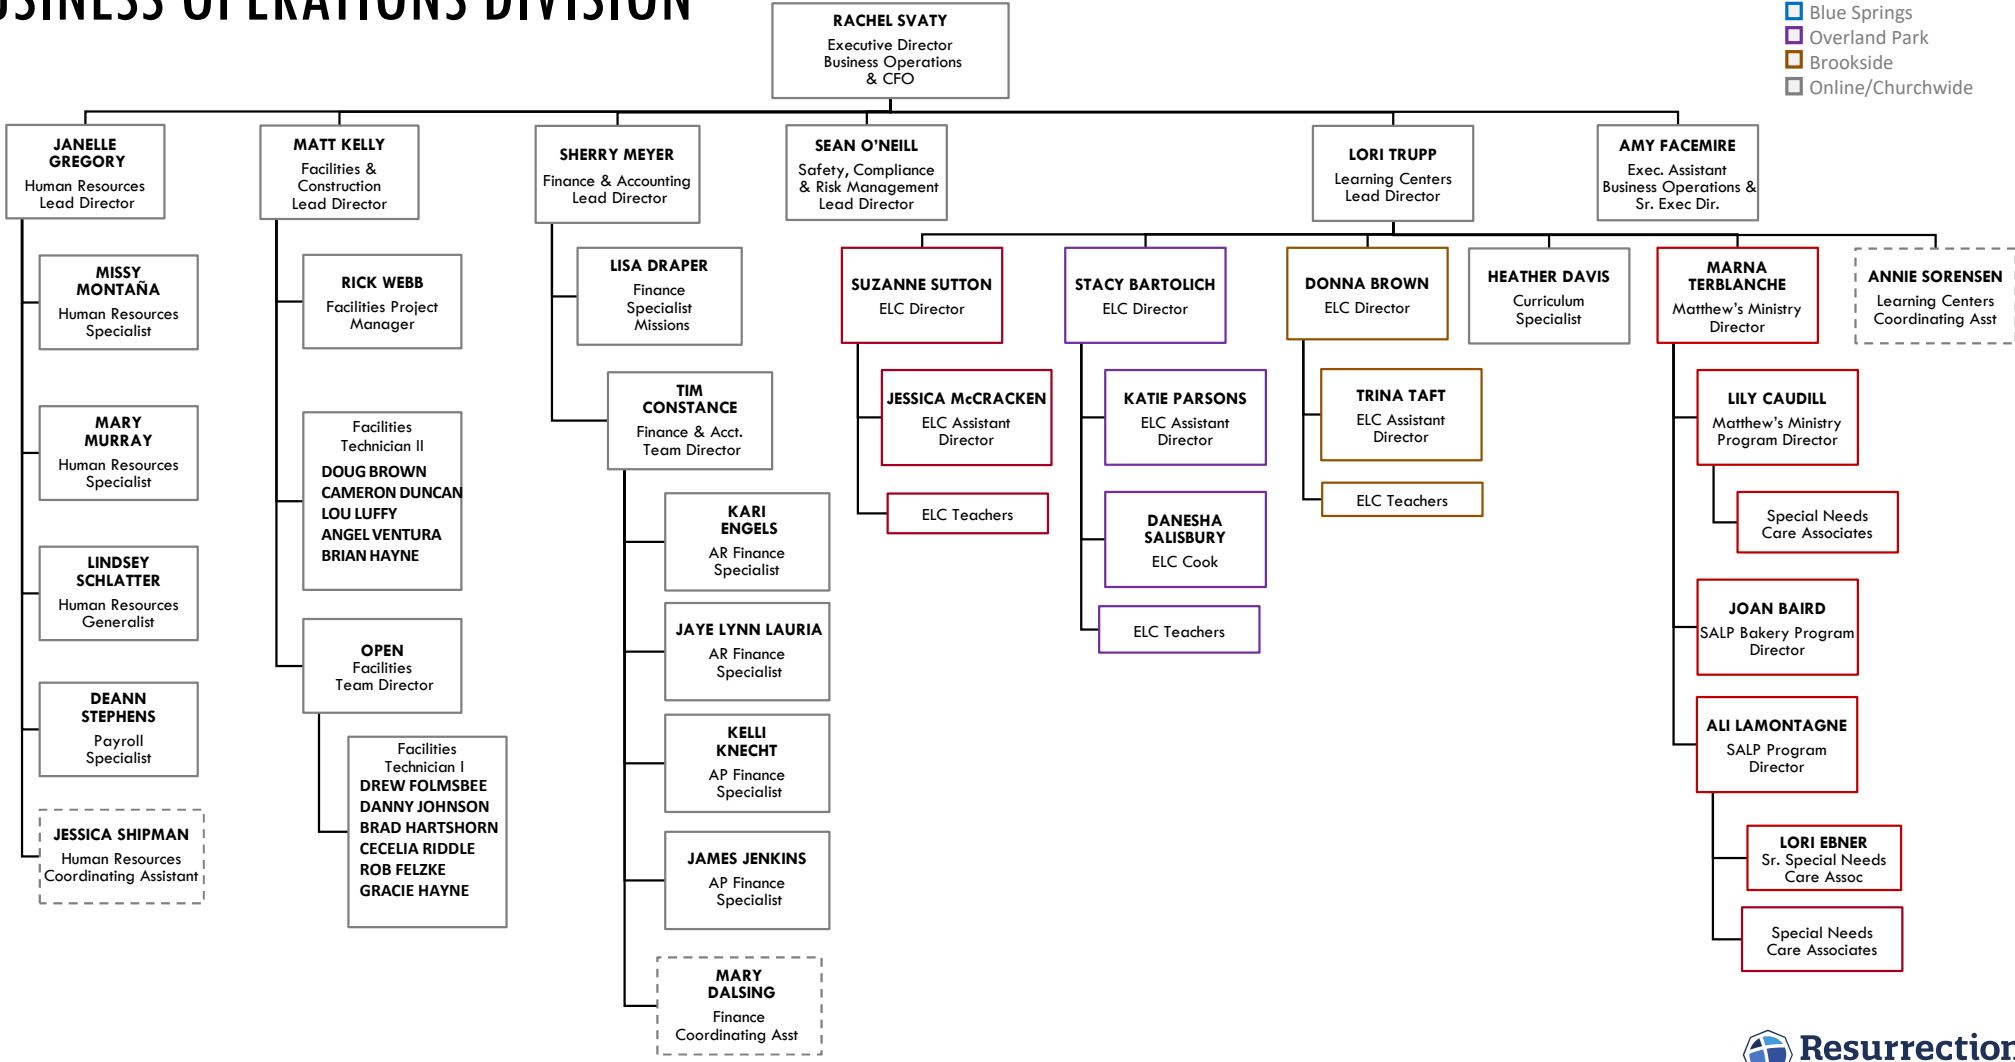 BUSINESS OPERATIONS DIVISION
Blue Springs
Overland Park
Brookside
Online/Churchwide
RACHEL SVATY
Executive Director
Business Operations
& CFO
JANELLE
GREGORY
Human Resources
Lead Director
MATT KELLY
Facilities &
Construction
Lead Director
SHERRY MEYER
Finance & Accounting
Lead Director
SEAN O'NEILL
Safety, Compliance
& Risk Management
Lead Director
LORI TRUPP
Learning Centers
Lead Director
AMY FACEMIRE
Exec. Assistant
Business Operations &
Sr. Exec Dir.
MISSY
MONTAÑA
Human Resources
Specialist
MARY
MURRAY
Human Resources
Specialist
LINDSEY
SCHLATTER
Human Resources
Generalist
DEANN
STEPHENS
Payroll
Specialist
JESSICA SHIPMAN
Human Resources
Coordinating Assistant
RICK WEBB
Facilities Project
Manager
Facilities
Technician II
DOUG BROWN
CAMERON DUNCAN
LOU LUFFY
ANGEL VENTURA
BRIAN HAYNE
OPEN
Facilities
Team Director
Facilities
Technician I
DREW FOLMSBEE
DANNY JOHNSON
BRAD HARTSHORN
CECELIA RIDDLE
ROB FELZKE
GRACIE HAYNE
LISA DRAPER
Finance
Specialist
Missions
TIM
CONSTANCE
Finance & Acct.
Team Director
KARI
ENGELS
AR Finance
Specialist
JAYE LYNN LAURIA
AR Finance
Specialist
KELLI
KNECHT
AP Finance
Specialist
JAMES JENKINS
AP Finance
Specialist
MARY
DALSING
Finance
Coordinating Asst
SUZANNE SUTTON
ELC Director
JESSICA McCRACKEN
ELC Assistant
Director
ELC Teachers
STACY BARTOLICH
ELC Director
KATIE PARSONS
ELC Assistant
Director
DANESHA
SALISBURY
ELC Cook
ELC Teachers
DONNA BROWN
ELC Director
TRINA TAFT
ELC Assistant
Director
ELC Teachers
HEATHER DAVIS
Curriculum
Specialist
MARNA
TERBLANCHE
Matthew's Ministry
Director
LILY CAUDILL
Matthew's Ministry
Program Director
Special Needs
Care Associates
JOAN BAIRD
SALP Bakery Program
Director
ALI LAMONTAGNE
SALP Program
Director
LORI EBNER
Sr. Special Needs
Care Assoc
Special Needs
Care Associates
ANNIE SORENSEN
Learning Centers
Coordinating Asst
Resurrection